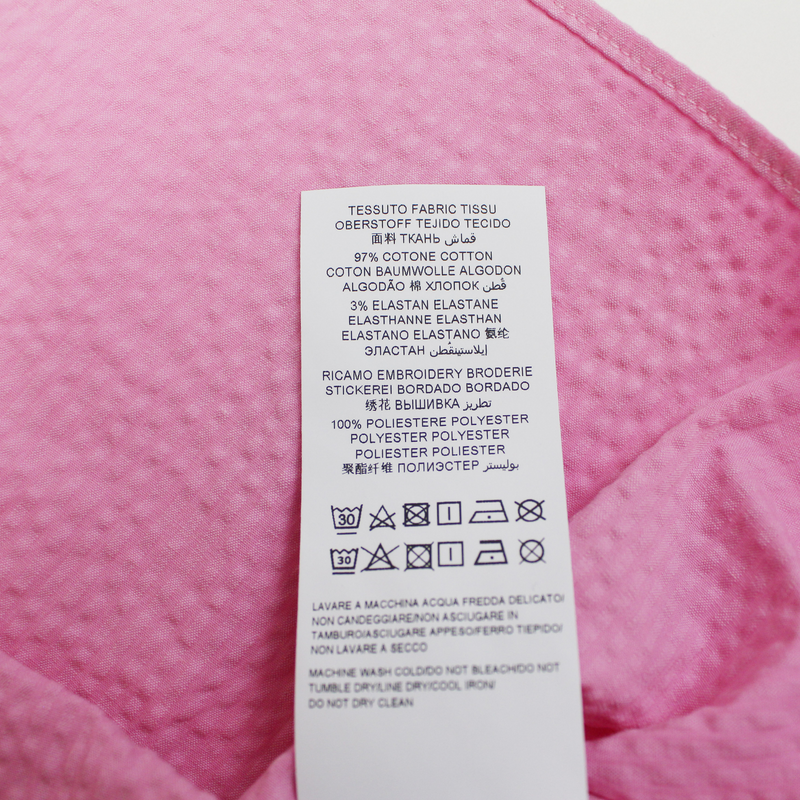 TESSUTO FABRIC TISSU
OBERSTOFF TEJIDO TECIDO
面料 ТКАНЬ قماش
97% COTONE COTTON
COTON BAUMWOLLE ALGODON
ALGODÃO 棉 ХЛОПОК قطن
3% ELASTAN ELASTANE
ELASTHANNE ELASTHAN
ELASTANO ELASTANO 氨纶
ЭЛАСТАН إيلاستينقطن
RICAMO EMBROIDERY BRODERIE
STICKEREI BORDADO BORDADO
绣花 ВЫШИВКА تطريز
100% POLIESTERE POLYESTER
POLYESTER POLYESTER
POLIESTER POLIESTER
聚酯纤维 ПОЛИЭСТЕР بوليستر
30
30
LAVARE A MACCHINA ACQUA FREDDA DELICATO/
NON CANDEGGIARE/NON ASCIUGARE IN
TAMBURO/ASCIUGARE APPESO/FERRO TIEPIDO/
NON LAVARE A SECCO
MACHINE WASH COLD/DO NOT BLEACH/DO NOT
TUMBLE DRY/LINE DRY/COOL IRON/
DO NOT DRY CLEAN